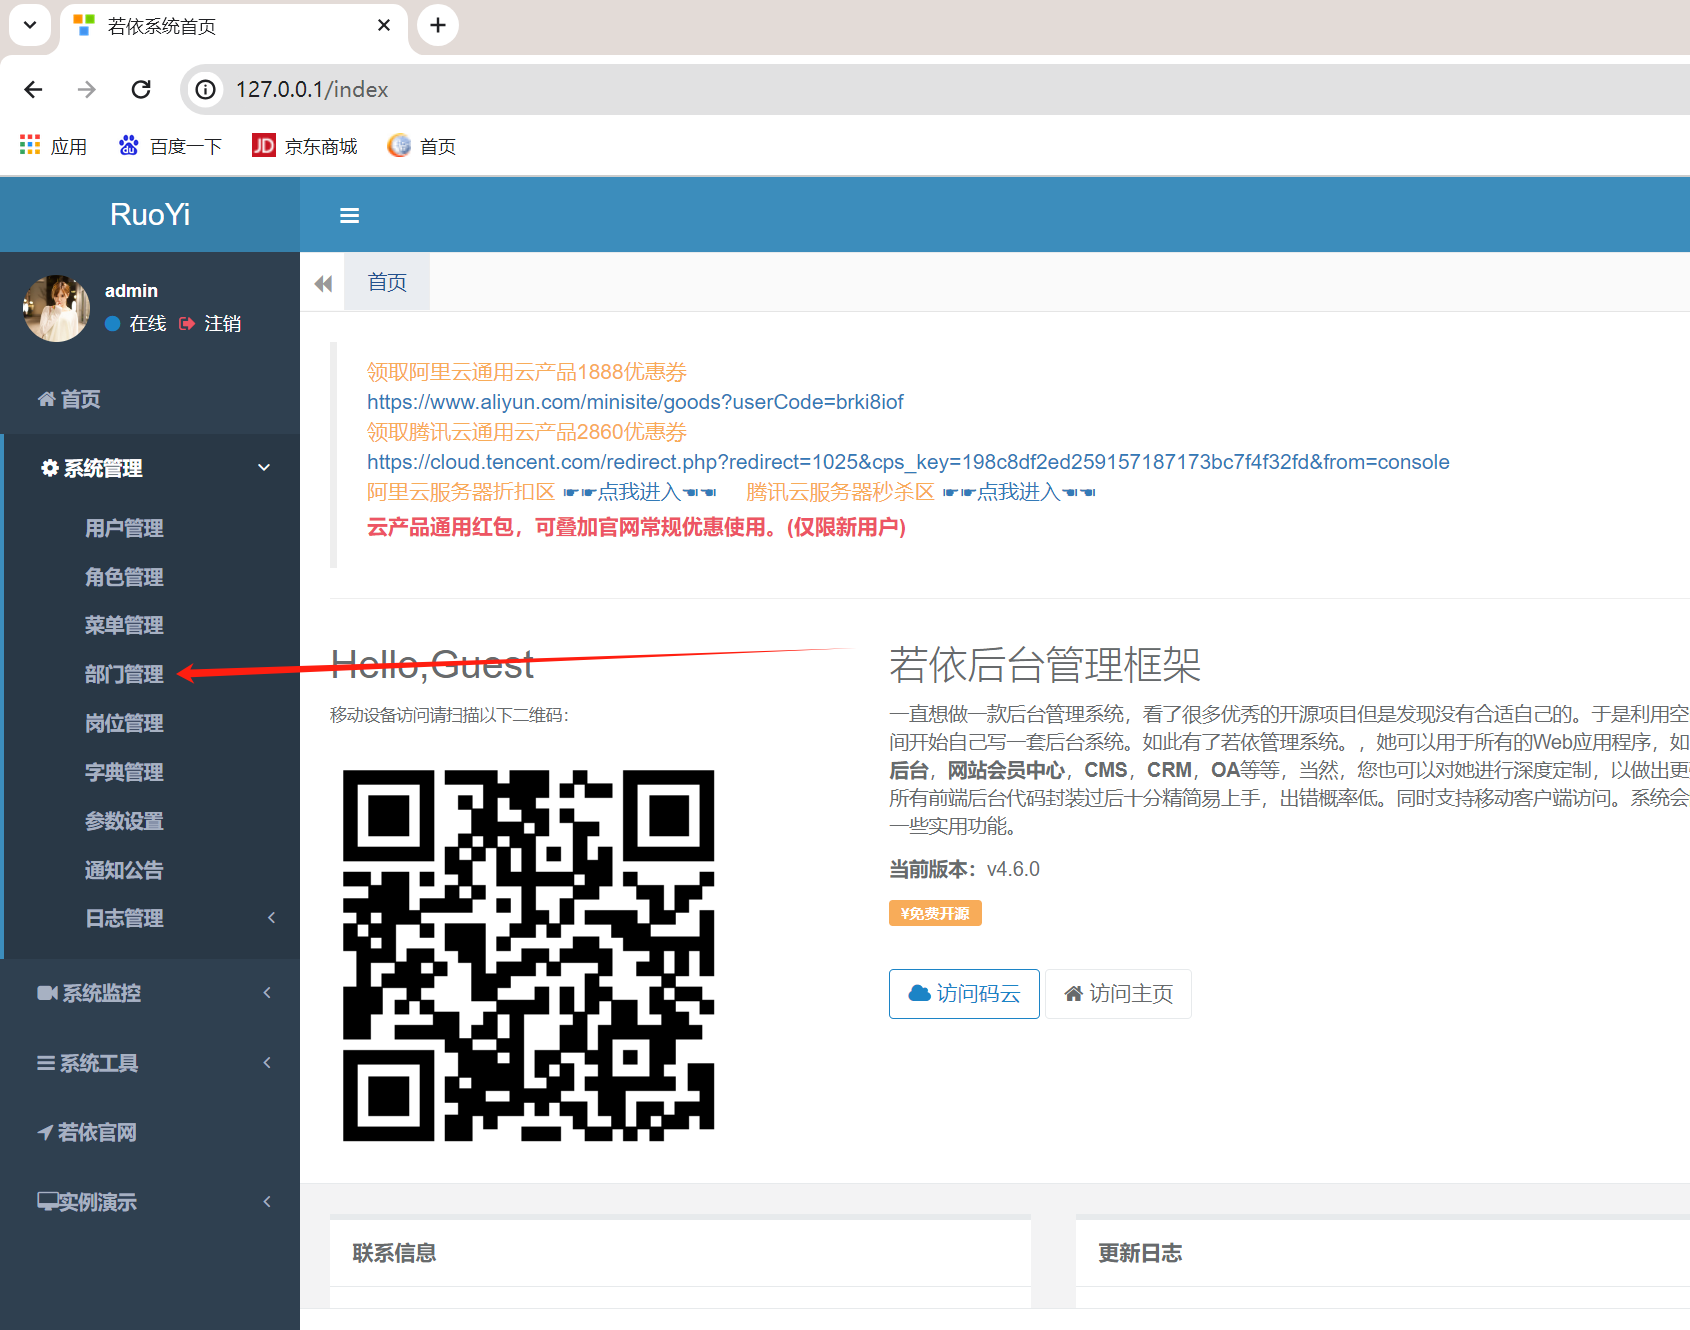 若依系统首页
127.0.0.1/index
应用 百度一下 京东商城 首页
RuoYi
首页
admin
在线 注销
首页
系统管理
用户管理
角色管理
菜单管理
部门管理
岗位管理
字典管理
参数设置
通知公告
日志管理
系统监控
系统工具
若依官网
实例演示
领取阿里云通用云产品1888优惠券
https://www.aliyun.com/minisite/goods?userCode=brki8iof
领取腾讯云通用云产品2860优惠券
https://cloud.tencent.com/redirect.php?redirect=1025&cps_key=198c8df2ed259157187173bc7f4f32fd&from=console
阿里云服务器折扣区 ☛☛点我进入☚☚ 腾讯云服务器秒杀区 ☛☛点我进入☚☚
云产品通用红包，可叠加官网常规优惠使用。(仅限新用户)
Hello,Guest
移动设备访问请扫描以下二维码：
若依后台管理框架
一直想做一款后台管理系统，看了很多优秀的开源项目但是发现没有合适自己的。于是利用空
间开始自己写一套后台系统。如此有了若依管理系统。，她可以用于所有的Web应用程序，如
后台，网站会员中心，CMS，CRM，OA等等，当然，您也可以对她进行深度定制，以做出更
所有前端后台代码封装过后十分精简易上手，出错概率低。同时支持移动客户端访问。系统会
一些实用功能。
当前版本：v4.6.0
¥免费开源
访问码云 访问主页
联系信息
更新日志